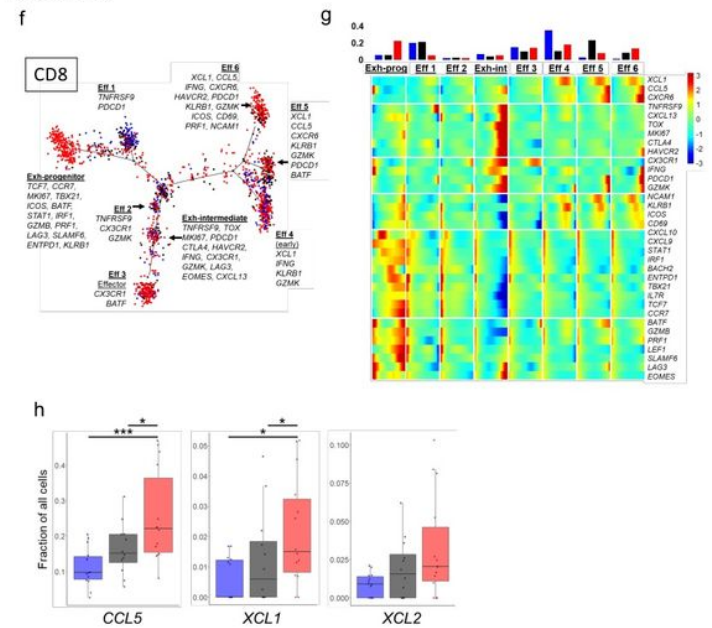 f
CD8
Eff 1
TNFRSF9
PDCD1
Eff 6
XCL1, CCL5,
IFNG, CXCR6,
HAVCR2, PDCD1
KLRB1, GZMK
ICOS, CD69,
PRF1, NCAM1
Eff 5
XCL1
CCL5
CXCR6
KLRB1
GZMK
PDCD1
BATF
Exh-progenitor
TCF7, CCR7,
MKI67, TBX21,
ICOS, BATF,
STAT1, IRF1,
GZMB, PRF1,
LAG3, SLAMF6,
ENTPD1, KLRB1
Eff 2
TNFRSF9
CX3CR1
GZMK
Exh-intermediate
TNFRSF9, TOX
MKI67, PDCD1
CTLA4, HAVCR2,
IFNG, CX3CR1,
GZMK, LAG3,
EOMES, CXCL13
Eff 4
(early)
XCL1
IFNG
KLRB1
GZMK
Eff 3
Effector
CX3CR1
BATF
g
0.4
0.2
0
Exh-prog Eff 1 Eff 2 Exh-int Eff 3 Eff 4 Eff 5 Eff 6
XCL1
CCL5
CXCR6
TNFRSF9
CXCL13
TOX
MKI67
CTLA4
HAVCR2
CX3CR1
IFNG
PDCD1
GZMK
NCAM1
KLRB1
ICOS
CD69
CXCL10
CXCL9
STAT1
IRF1
BACH2
ENTPD1
TBX21
IL7R
TCF7
CCR7
BATF
GZMB
PRF1
LEF1
SLAMF6
LAG3
EOMES
3
2
1
0
-1
-2
-3
h
Fraction of all cells
*
***
0.4
0.3
0.2
0.1
CCL5
*
*
0.05
0.04
0.03
0.02
0.01
0.00
XCL1
0.100
0.075
0.050
0.025
0.000
XCL2